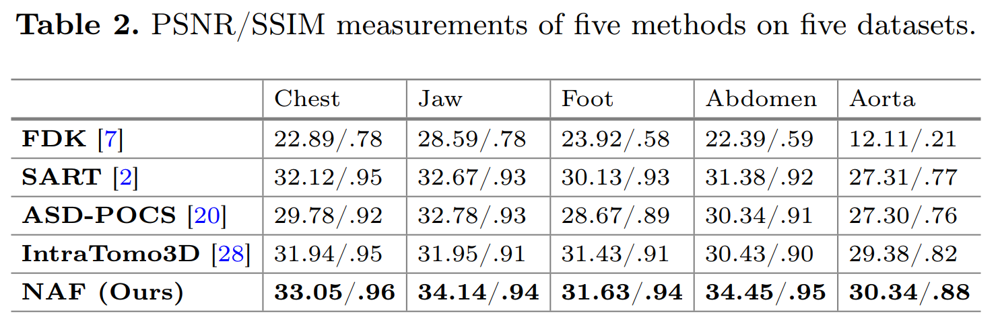 Table 2. PSNR/SSIM measurements of five methods on five datasets.
Chest Jaw Foot Abdomen Aorta
FDK [7] 22.89/.78 28.59/.78 23.92/.58 22.39/.59 12.11/.21
SART [2] 32.12/.95 32.67/.93 30.13/.93 31.38/.92 27.31/.77
ASD-POCS [20] 29.78/.92 32.78/.93 28.67/.89 30.34/.91 27.30/.76
IntraTomo3D [28] 31.94/.95 31.95/.91 31.43/.91 30.43/.90 29.38/.82
NAF (Ours) 33.05/.96 34.14/.94 31.63/.94 34.45/.95 30.34/.88